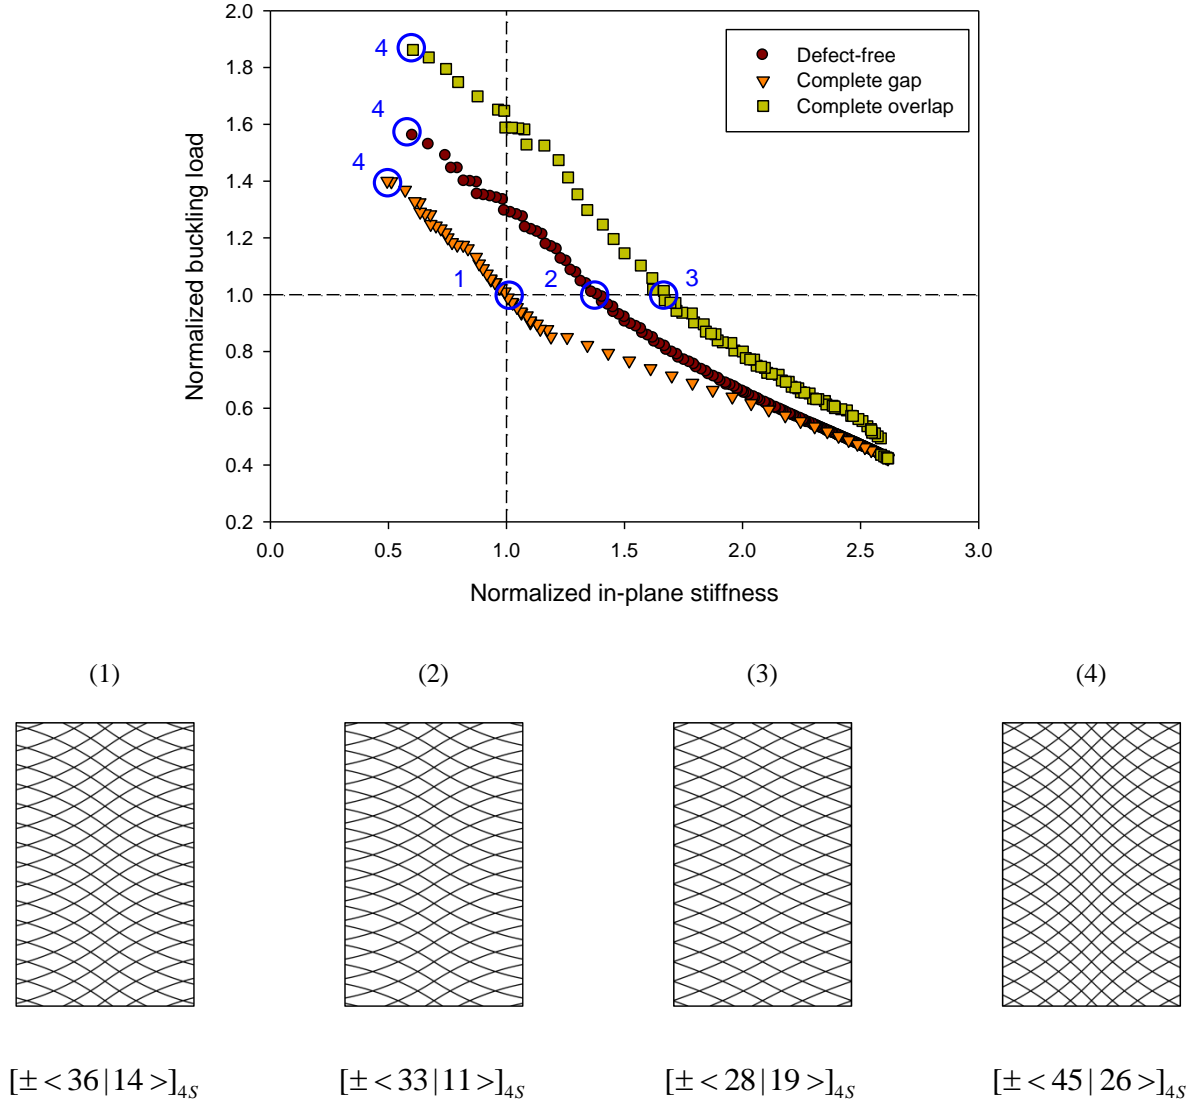 2.0
1.8
1.6
1.4
1.2
1.0
0.8
0.6
0.4
0.2
Normalized buckling load
4
4
4
1
2
3
Defect-free
Complete gap
Complete overlap
0.0 0.5 1.0 1.5 2.0 2.5 3.0
Normalized in-plane stiffness
(1) (2) (3) (4)
[± < 36 | 14 >]4S [± < 33 | 11 >]4S [± < 28 | 19 >]4S [± < 45 | 26 >]4S